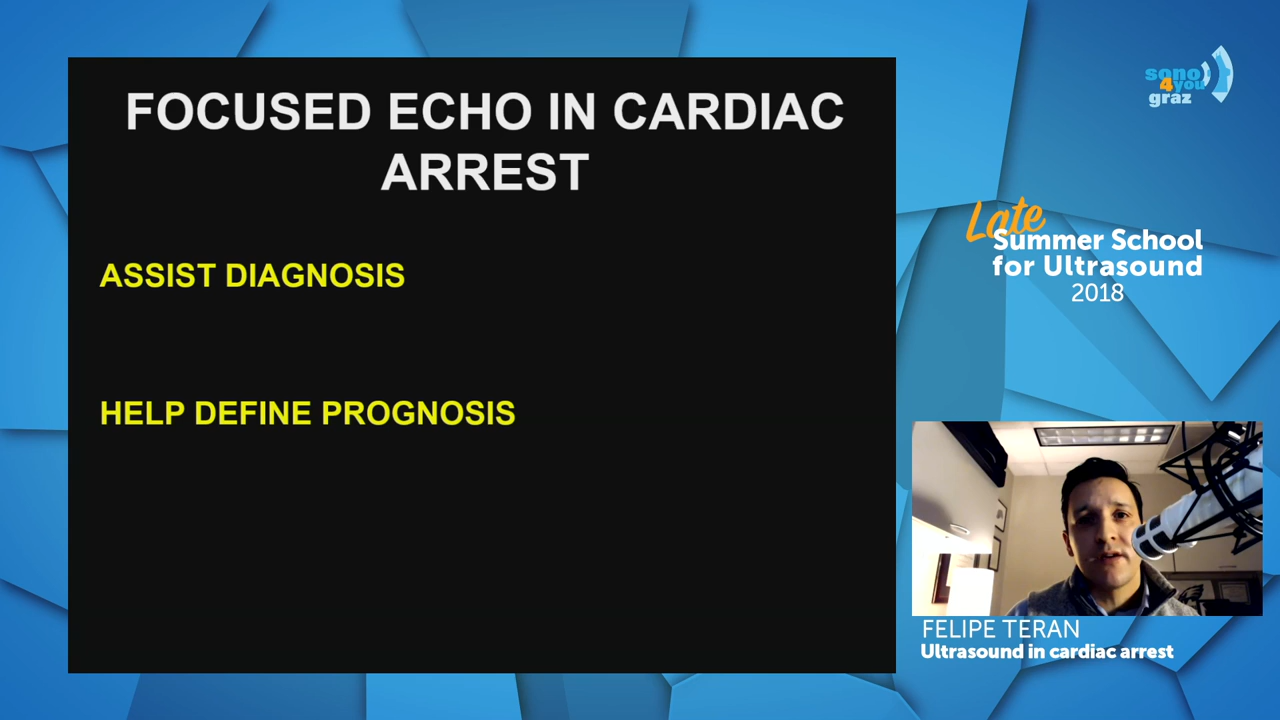 FOCUSED ECHO IN CARDIAC
ARREST
ASSIST DIAGNOSIS
HELP DEFINE PROGNOSIS
sono
4you
graz
Late
Summer School
for Ultrasound
2018
FELIPE TERAN
Ultrasound in cardiac arrest